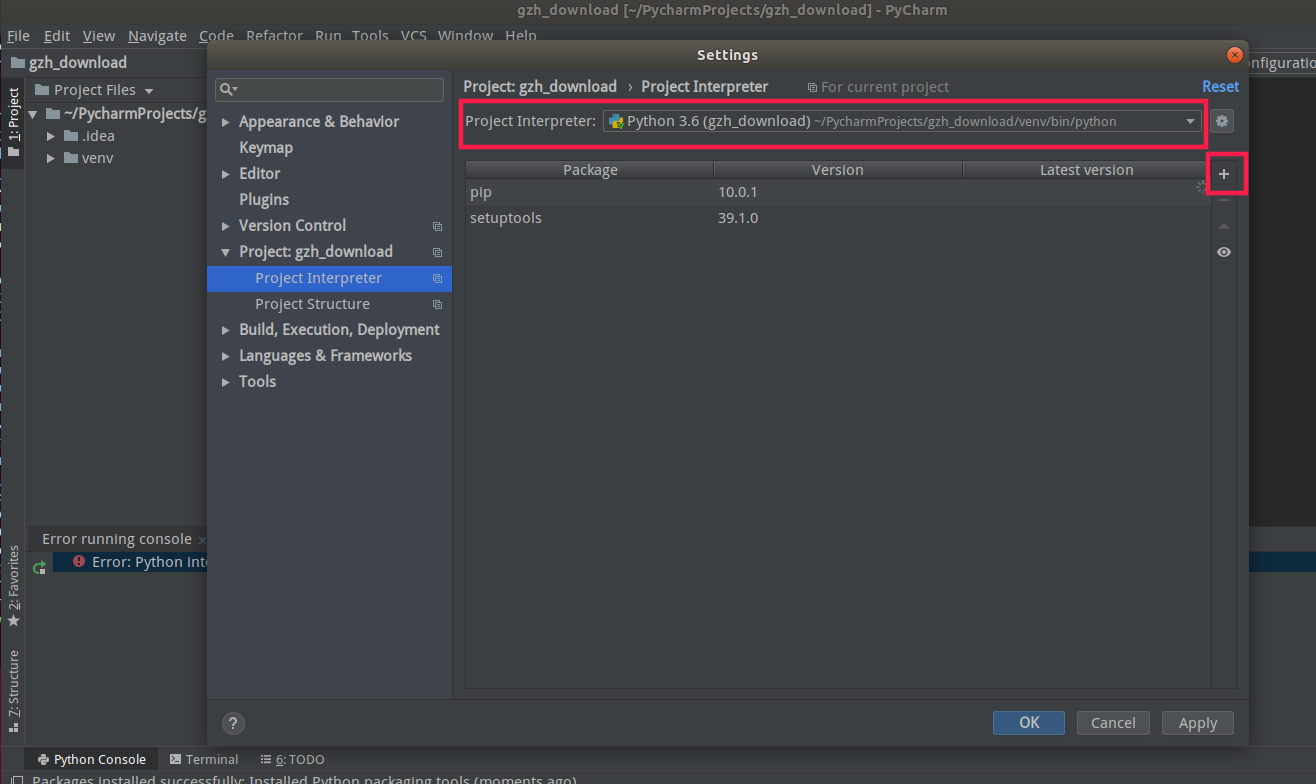 gzh_download [~/PycharmProjects/gzh_download] - PyCharm
File Edit View Navigate Code Refactor Run Tools VCS Window Help
gzh_download
Settings
Project Files
~/PycharmProjects/g
.idea
venv
1: Project
2: Favorites
7: Structure
Appearance & Behavior
Keymap
Editor
Plugins
Version Control
Project: gzh_download
Project Interpreter
Project Structure
Build, Execution, Deployment
Languages & Frameworks
Tools
Project: gzh_download › Project Interpreter For current project Reset
Project Interpreter: Python 3.6 (gzh_download) ~/PycharmProjects/gzh_download/venv/bin/python
Package Version Latest version
pip 10.0.1
setuptools 39.1.0
Error running console
Error: Python inte
? OK Cancel Apply
Python Console Terminal 6: TODO
Packages installed successfully: Installed Python packaging tools (moments ago)